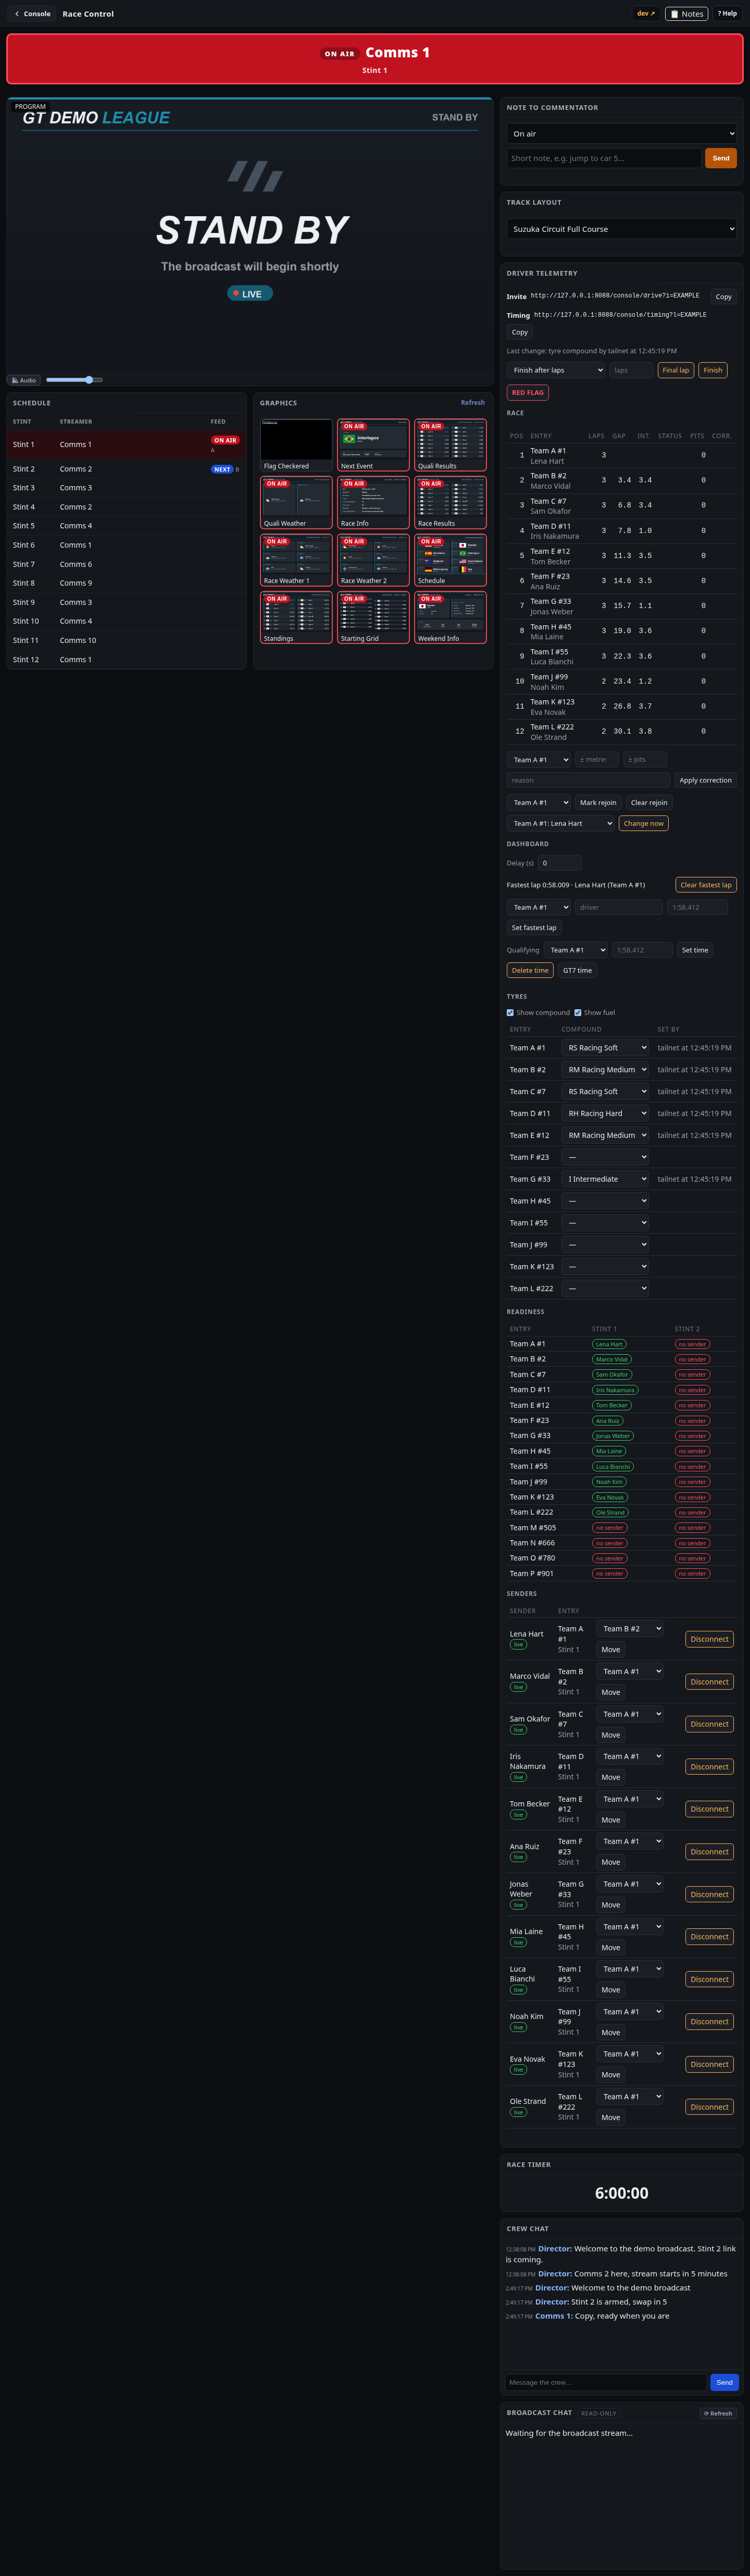 Console
Race Control
dev ↗
📋 Notes
? Help
ON AIR Comms 1
Stint 1
PROGRAM
GT DEMO LEAGUE
STAND BY
STAND BY
The broadcast will begin shortly
LIVE
Audio
SCHEDULE
STINT STREAMER FEED
Stint 1 Comms 1 ON AIR A
Stint 2 Comms 2 NEXT B
Stint 3 Comms 3
Stint 4 Comms 2
Stint 5 Comms 4
Stint 6 Comms 1
Stint 7 Comms 6
Stint 8 Comms 9
Stint 9 Comms 3
Stint 10 Comms 4
Stint 11 Comms 10
Stint 12 Comms 1
GRAPHICS Refresh
Flag Checkered
ON AIR Interlagos Next Event
ON AIR Quali Results
ON AIR Quali Weather
ON AIR Race Info
ON AIR Race Results
ON AIR Race Weather 1
ON AIR Race Weather 2
ON AIR Schedule
ON AIR Standings
ON AIR Starting Grid
ON AIR Weekend Info
NOTE TO COMMENTATOR
On air
Short note, e.g. jump to car 5...
Send
TRACK LAYOUT
Suzuka Circuit Full Course
DRIVER TELEMETRY
Invite http://127.0.0.1:8088/console/drive?i=EXAMPLE Copy
Timing http://127.0.0.1:8088/console/timing?l=EXAMPLE
Copy
Last change: tyre compound by tailnet at 12:45:19 PM
Finish after laps laps Final lap Finish
RED FLAG
RACE
POS ENTRY LAPS GAP INT. STATUS PITS CORR.
1 Team A #1 Lena Hart 3 0
2 Team B #2 Marco Vidal 3 3.4 3.4 0
3 Team C #7 Sam Okafor 3 6.8 3.4 0
4 Team D #11 Iris Nakamura 3 7.8 1.0 0
5 Team E #12 Tom Becker 3 11.3 3.5 0
6 Team F #23 Ana Ruiz 3 14.6 3.5 0
7 Team G #33 Jonas Weber 3 15.7 1.1 0
8 Team H #45 Mia Laine 3 19.0 3.6 0
9 Team I #55 Luca Bianchi 3 22.3 3.6 0
10 Team J #99 Noah Kim 2 23.4 1.2 0
11 Team K #123 Eva Novak 2 26.8 3.7 0
12 Team L #222 Ole Strand 2 30.1 3.8 0
Team A #1 ± metres ± pits
reason Apply correction
Team A #1 Mark rejoin Clear rejoin
Team A #1: Lena Hart Change now
DASHBOARD
Delay (s) 0
Fastest lap 0:58.009 · Lena Hart (Team A #1) Clear fastest lap
Team A #1 driver 1:58.412
Set fastest lap
Qualifying Team A #1 1:58.412 Set time
Delete time GT7 time
TYRES
Show compound Show fuel
ENTRY COMPOUND SET BY
Team A #1 RS Racing Soft tailnet at 12:45:19 PM
Team B #2 RM Racing Medium tailnet at 12:45:19 PM
Team C #7 RS Racing Soft tailnet at 12:45:19 PM
Team D #11 RH Racing Hard tailnet at 12:45:19 PM
Team E #12 RM Racing Medium tailnet at 12:45:19 PM
Team F #23 —
Team G #33 I Intermediate tailnet at 12:45:19 PM
Team H #45 —
Team I #55 —
Team J #99 —
Team K #123 —
Team L #222 —
READINESS
ENTRY STINT 1 STINT 2
Team A #1 Lena Hart no sender
Team B #2 Marco Vidal no sender
Team C #7 Sam Okafor no sender
Team D #11 Iris Nakamura no sender
Team E #12 Tom Becker no sender
Team F #23 Ana Ruiz no sender
Team G #33 Jonas Weber no sender
Team H #45 Mia Laine no sender
Team I #55 Luca Bianchi no sender
Team J #99 Noah Kim no sender
Team K #123 Eva Novak no sender
Team L #222 Ole Strand no sender
Team M #505 no sender no sender
Team N #666 no sender no sender
Team O #780 no sender no sender
Team P #901 no sender no sender
SENDERS
SENDER ENTRY
Lena Hart live Team A #1 Stint 1 Team B #2 Move Disconnect
Marco Vidal live Team B #2 Stint 1 Team A #1 Move Disconnect
Sam Okafor live Team C #7 Stint 1 Team A #1 Move Disconnect
Iris Nakamura live Team D #11 Stint 1 Team A #1 Move Disconnect
Tom Becker live Team E #12 Stint 1 Team A #1 Move Disconnect
Ana Ruiz live Team F #23 Stint 1 Team A #1 Move Disconnect
Jonas Weber live Team G #33 Stint 1 Team A #1 Move Disconnect
Mia Laine live Team H #45 Stint 1 Team A #1 Move Disconnect
Luca Bianchi live Team I #55 Stint 1 Team A #1 Move Disconnect
Noah Kim live Team J #99 Stint 1 Team A #1 Move Disconnect
Eva Novak live Team K #123 Stint 1 Team A #1 Move Disconnect
Ole Strand live Team L #222 Stint 1 Team A #1 Move Disconnect
RACE TIMER
6:00:00
CREW CHAT
12:38:08 PM Director: Welcome to the demo broadcast. Stint 2 link
is coming.
12:38:08 PM Director: Comms 2 here, stream starts in 5 minutes
2:49:17 PM Director: Welcome to the demo broadcast
2:49:17 PM Director: Stint 2 is armed, swap in 5
2:49:17 PM Comms 1: Copy, ready when you are
Message the crew...
Send
BROADCAST CHAT READ-ONLY ⟳ Refresh
Waiting for the broadcast stream...